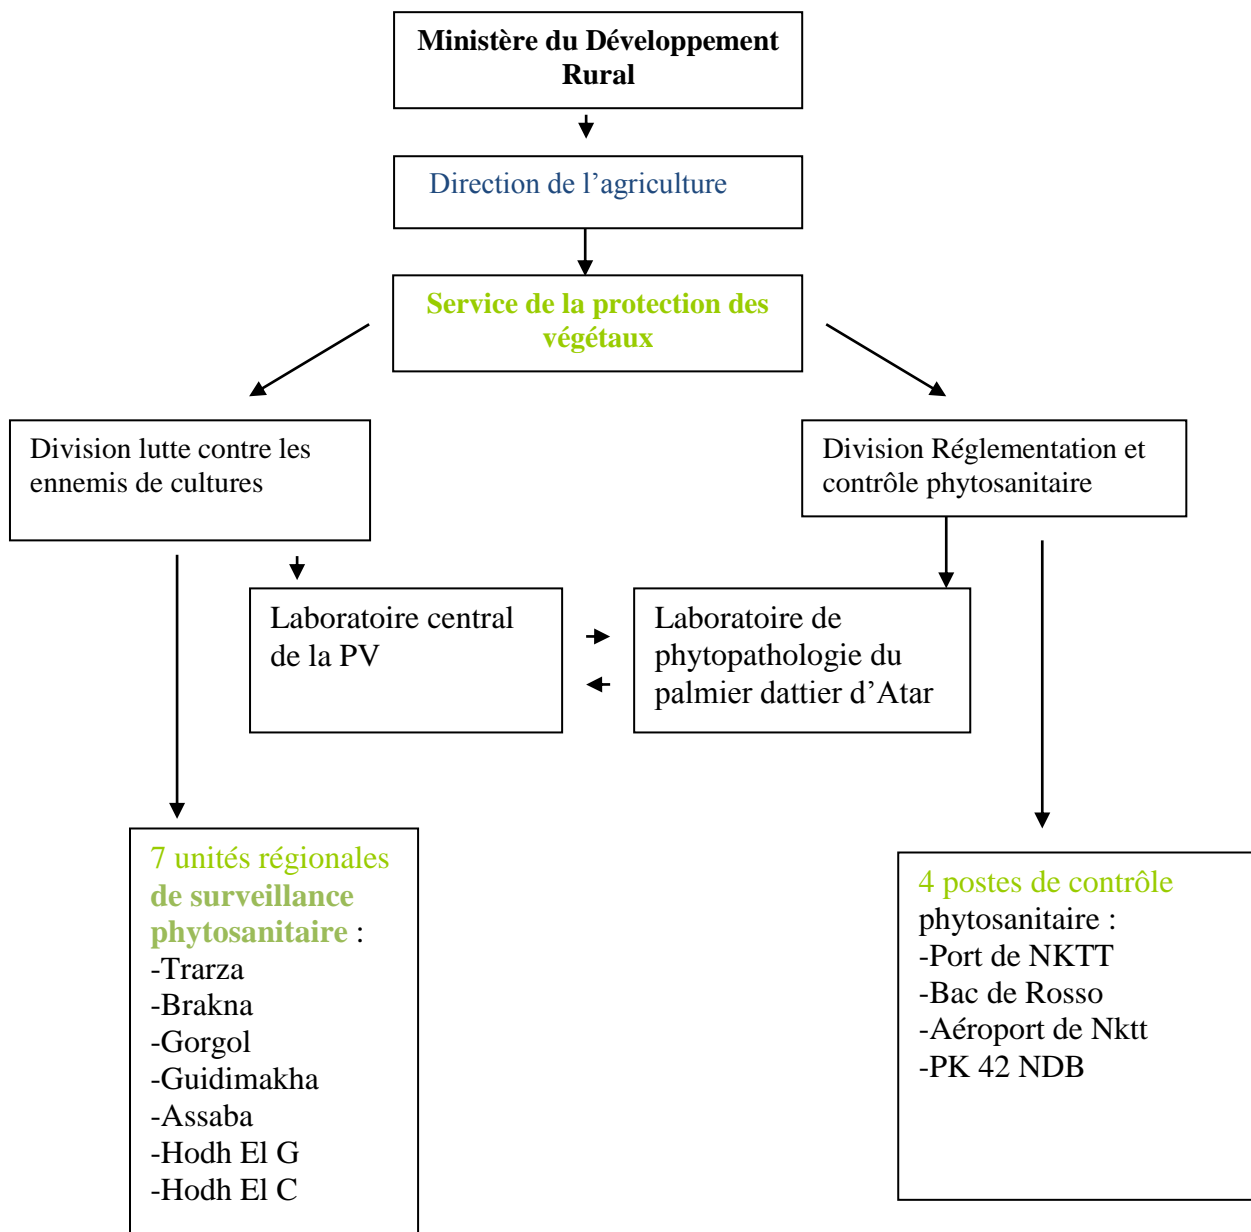 Ministère du Développement
Rural
Direction de l’agriculture
Service de la protection des
végétaux
Division lutte contre les
ennemis de cultures
Division Réglementation et
contrôle phytosanitaire
Laboratoire central
de la PV
Laboratoire de
phytopathologie du
palmier dattier d’Atar
7 unités régionales
de surveillance
phytosanitaire :
-Trarza
-Brakna
-Gorgol
-Guidimakha
-Assaba
-Hodh El G
-Hodh El C
4 postes de contrôle
phytosanitaire :
-Port de NKTT
-Bac de Rosso
-Aéroport de Nktt
-PK 42 NDB